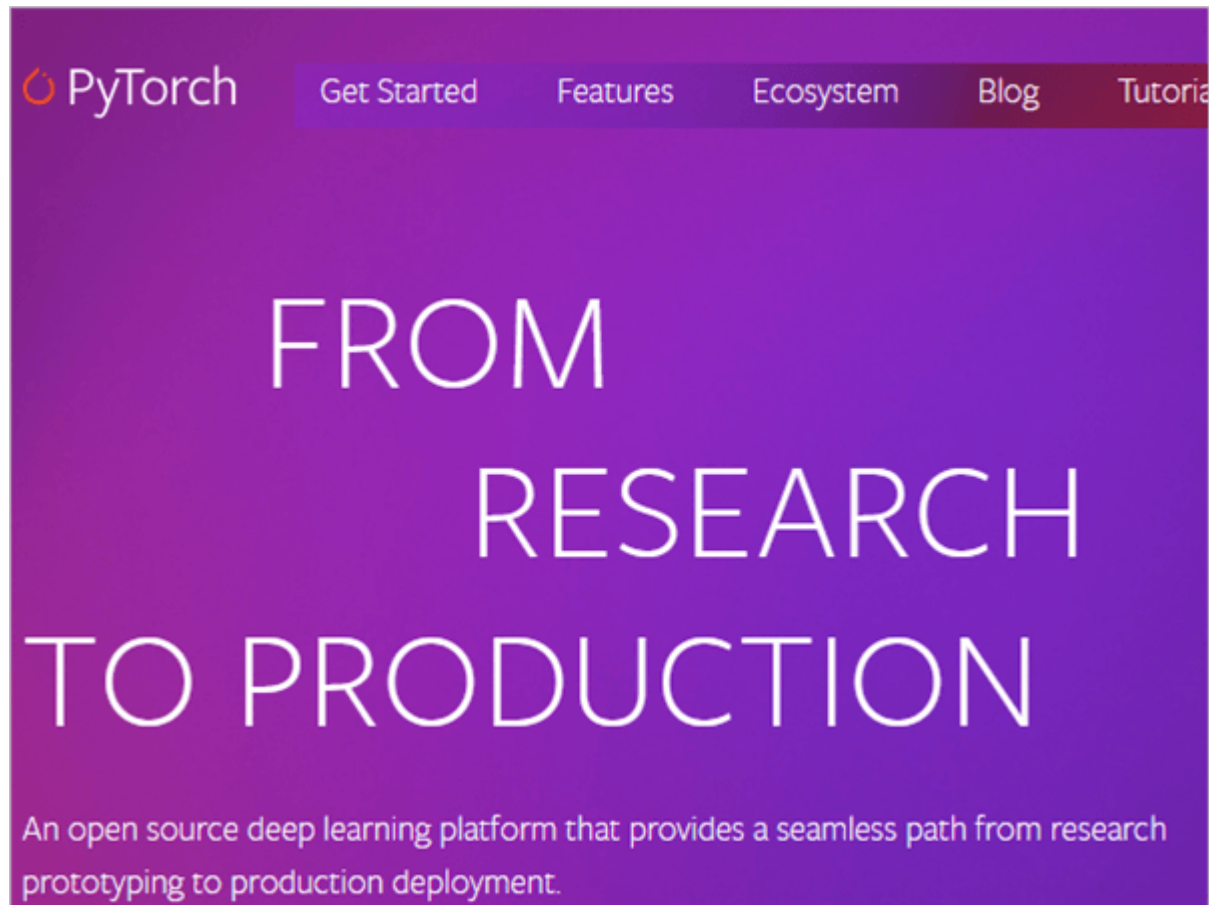 PyTorch Get Started Features Ecosystem Blog Tutoria
FROM
RESEARCH
TO PRODUCTION
An open source deep learning platform that provides a seamless path from research
prototyping to production deployment.